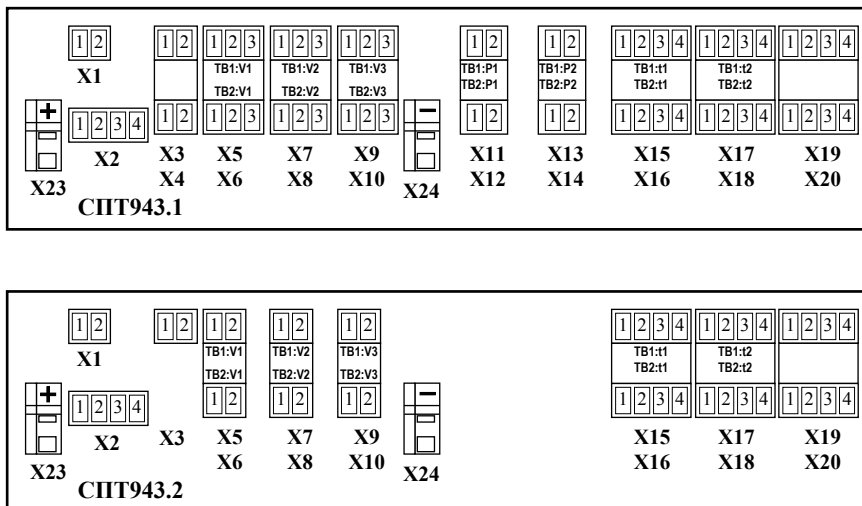 1 2 1 2 1 2 3 1 2 3 1 2 3 1 2 1 2 1 2 3 4 1 2 3 4 1 2 3 4
X1 TB1:V1 TB1:V2 TB1:V3 TB1:P1 TB1:P2 TB1:t1 TB1:t2
TB2:V1 TB2:V2 TB2:V3 TB2:P1 TB2:P2 TB2:t1 TB2:t2
+ 1 2 3 4 1 2 1 2 3 1 2 3 1 2 3 − 1 2 1 2 1 2 3 4 1 2 3 4 1 2 3 4
X2 X3 X5 X7 X9 X11 X13 X15 X17 X19
X23 X4 X6 X8 X10 X24 X12 X14 X16 X18 X20
СПТ943.1
1 2 1 2 1 2 1 2 1 2 1 2 3 4 1 2 3 4 1 2 3 4
X1 TB1:V1 TB1:V2 TB1:V3 TB1:t1 TB1:t2
TB2:V1 TB2:V2 TB2:V3 TB2:t1 TB2:t2
+ 1 2 3 4 1 2 1 2 1 2 − 1 2 3 4 1 2 3 4 1 2 3 4
X2 X3 X5 X7 X9 X15 X17 X19
X23 X6 X8 X10 X24 X16 X18 X20
СПТ943.2